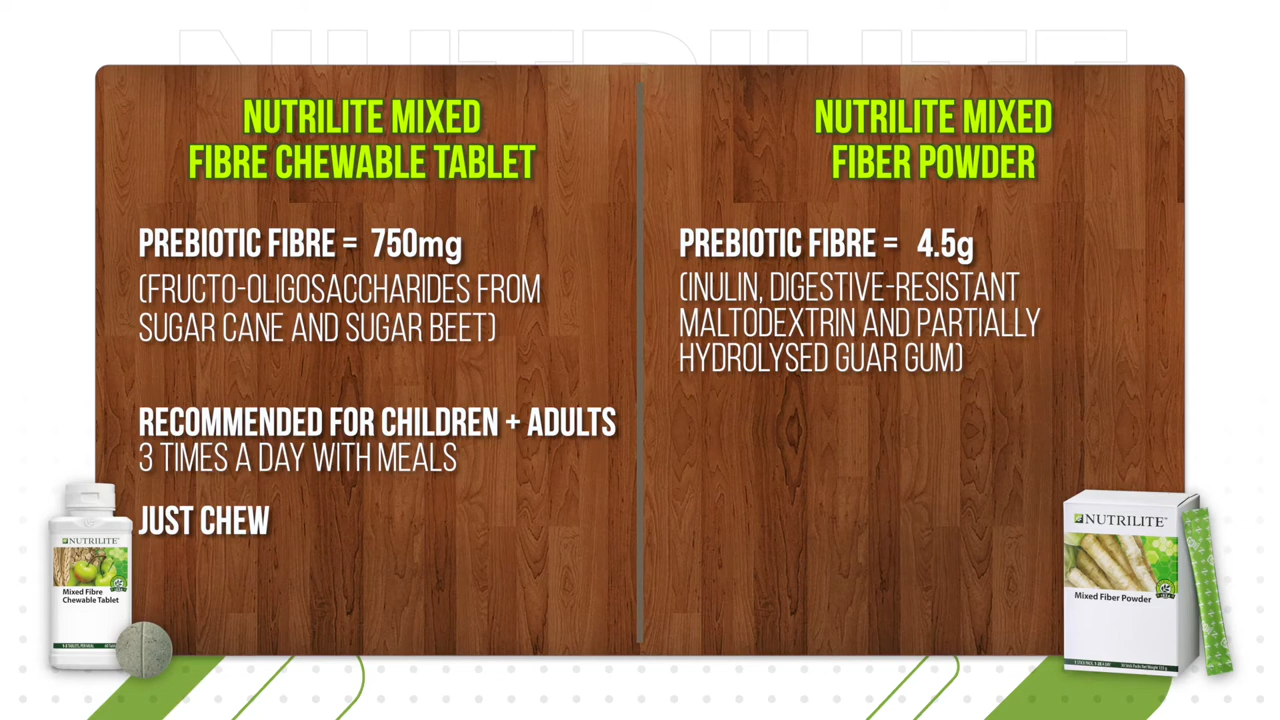 NUTRILITE
NUTRILITE MIXED
FIBRE CHEWABLE TABLET
PREBIOTIC FIBRE = 750mg
(FRUCTO-OLIGOSACCHARIDES FROM
SUGAR CANE AND SUGAR BEET)
RECOMMENDED FOR CHILDREN + ADULTS
3 TIMES A DAY WITH MEALS
JUST CHEW
NUTRILITE MIXED
FIBER POWDER
PREBIOTIC FIBRE = 4.5g
(INULIN, DIGESTIVE-RESISTANT
MALTODEXTRIN AND PARTIALLY
HYDROLYSED GUAR GUM)
NUTRILITE™
Mixed Fibre
Chewable Tablet
NUTRILITE™
Mixed Fiber Powder